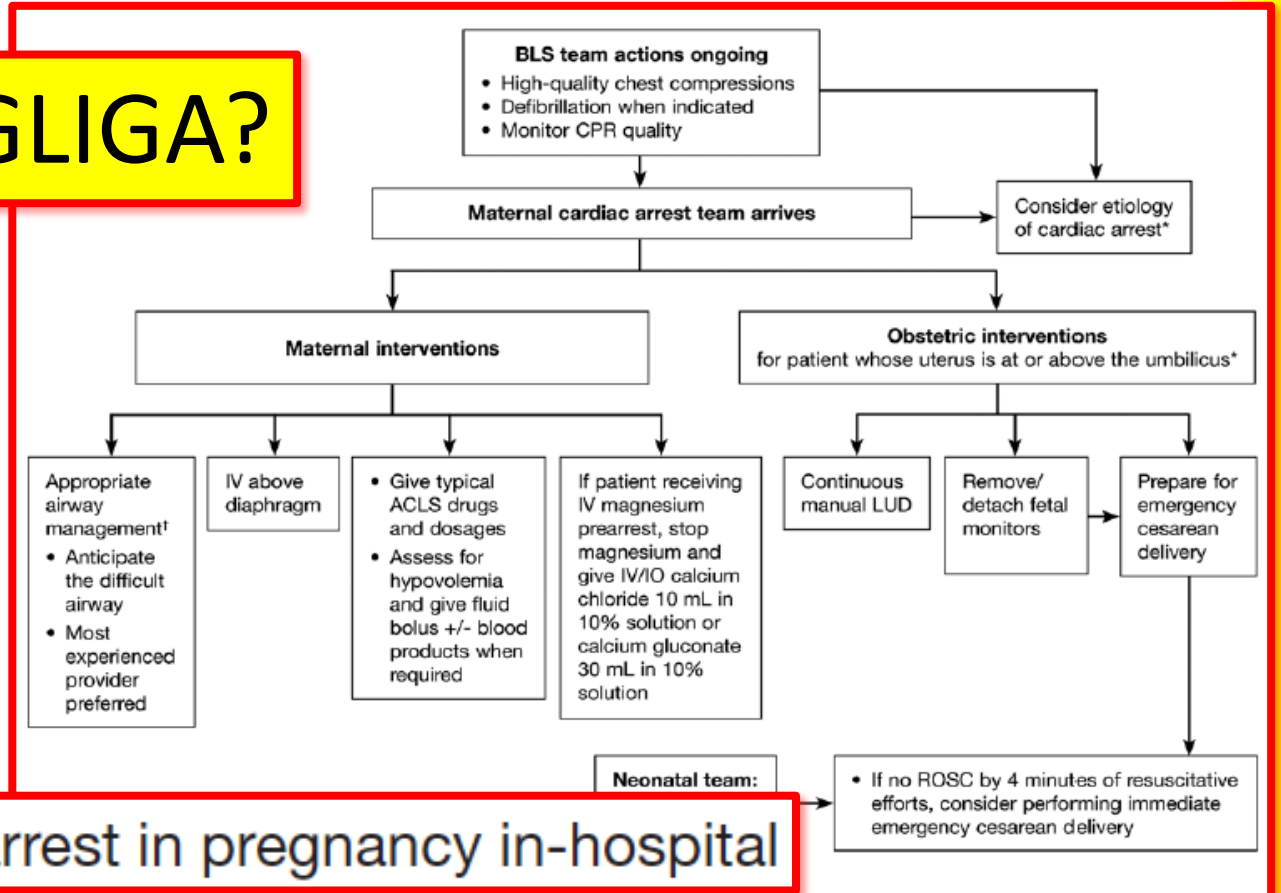 GLIGA?
BLS team actions ongoing
• High-quality chest compressions
• Defibrillation when indicated
• Monitor CPR quality
Maternal cardiac arrest team arrives
Consider etiology
of cardiac arrest*
Maternal interventions
Obstetric interventions
for patient whose uterus is at or above the umbilicus*
Appropriate
airway
management†
• Anticipate
the difficult
airway
• Most
experienced
provider
preferred
IV above
diaphragm
• Give typical
ACLS drugs
and dosages
• Assess for
hypovolemia
and give fluid
bolus +/- blood
products when
required
If patient receiving
IV magnesium
prearrest, stop
magnesium and
give IV/IO calcium
chloride 10 mL in
10% solution or
calcium gluconate
30 mL in 10%
solution
Continuous
manual LUD
Remove/
detach fetal
monitors
Prepare for
emergency
cesarean
delivery
Neonatal team:
• If no ROSC by 4 minutes of resuscitative
efforts, consider performing immediate
emergency cesarean delivery
rrest in pregnancy in-hospital